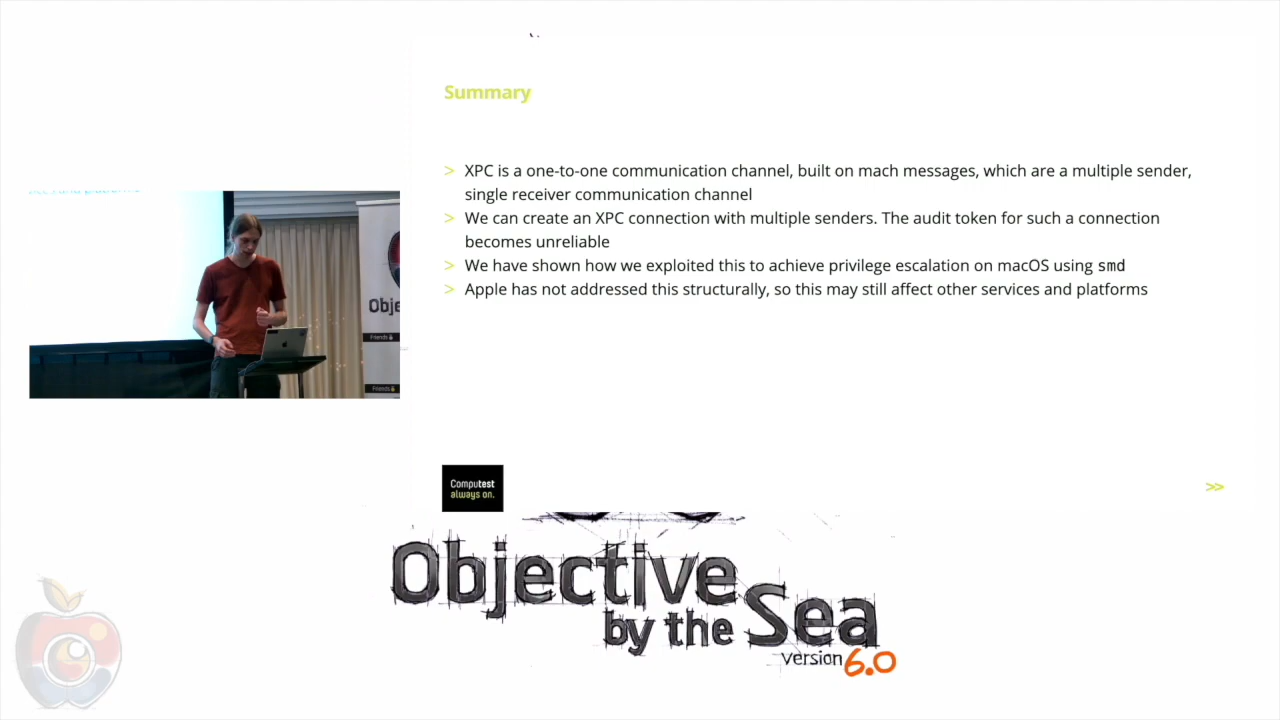 Summary
> XPC is a one-to-one communication channel, built on mach messages, which are a multiple sender,
single receiver communication channel
> We can create an XPC connection with multiple senders. The audit token for such a connection
becomes unreliable
> We have shown how we exploited this to achieve privilege escalation on macOS using smd
> Apple has not addressed this structurally, so this may still affect other services and platforms
Obje
Friends
Friends
Computest
always on.
>>
Objective
by the Sea
version 6.0